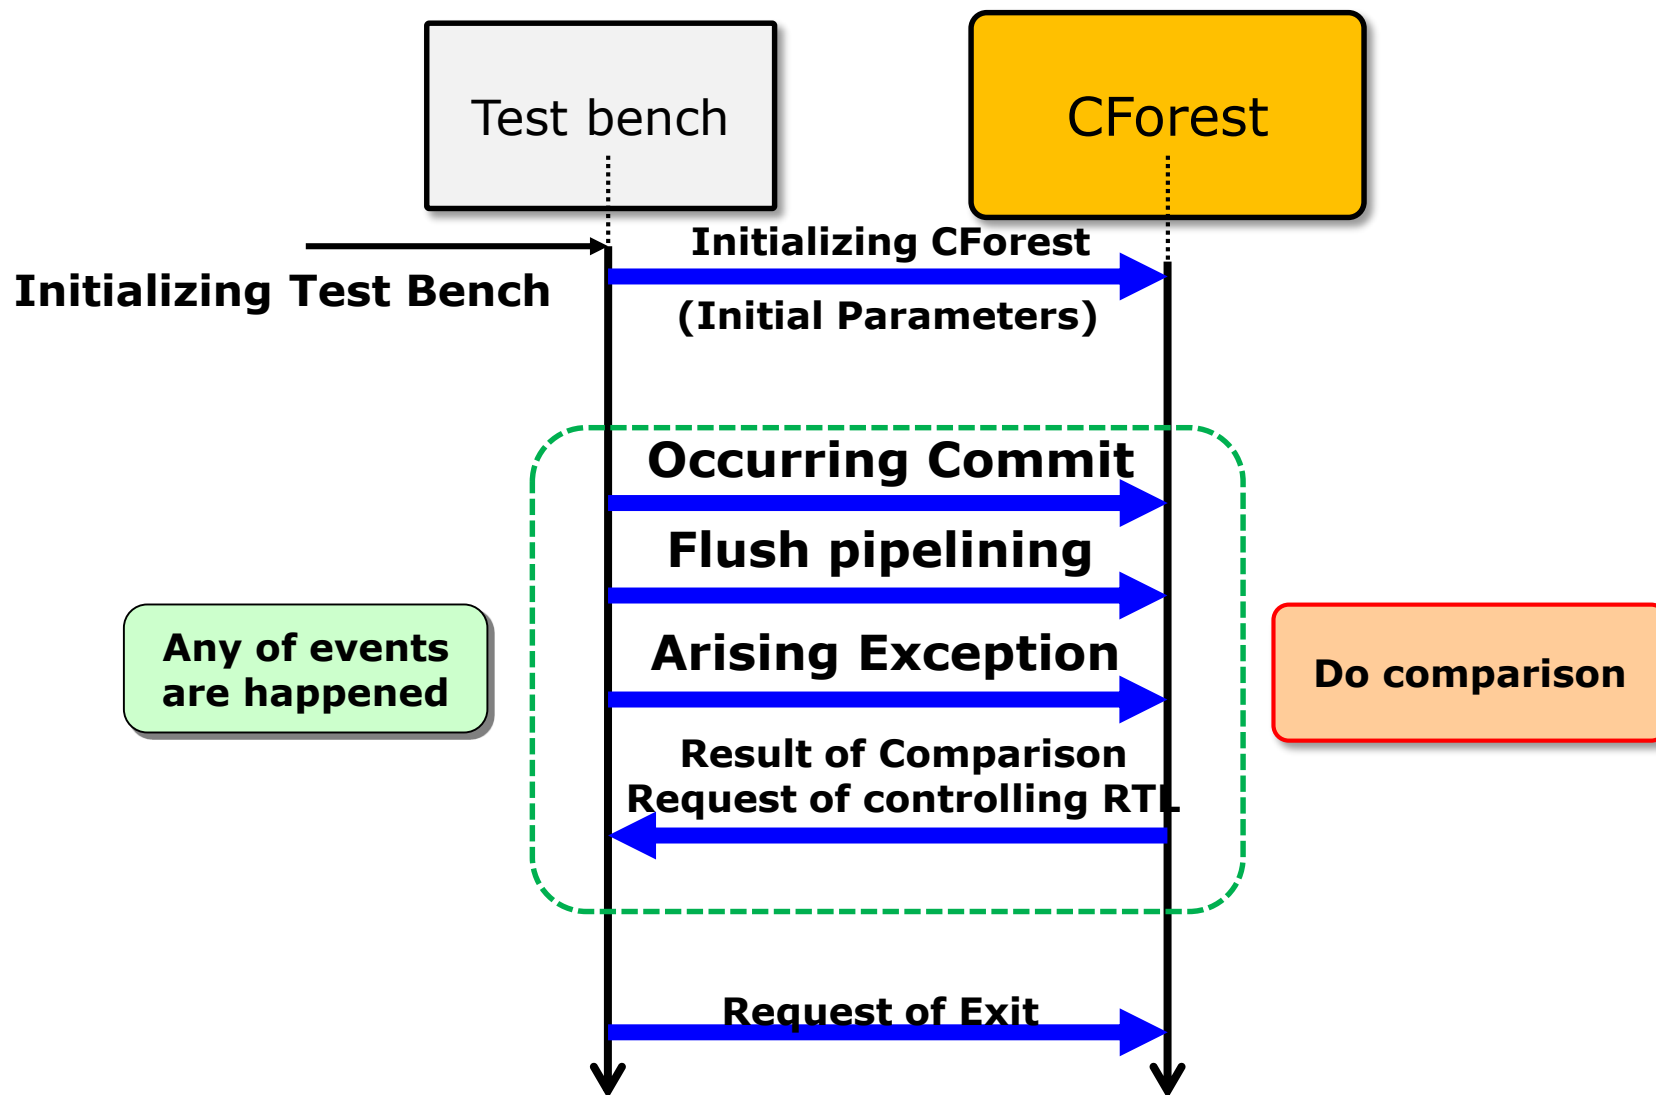 Test bench
CForest
Initializing CForest
Initializing Test Bench
(Initial Parameters)
Occurring Commit
Flush pipelining
Any of events
are happened
Arising Exception
Do comparison
Result of Comparison
Request of controlling RTL
Request of Exit